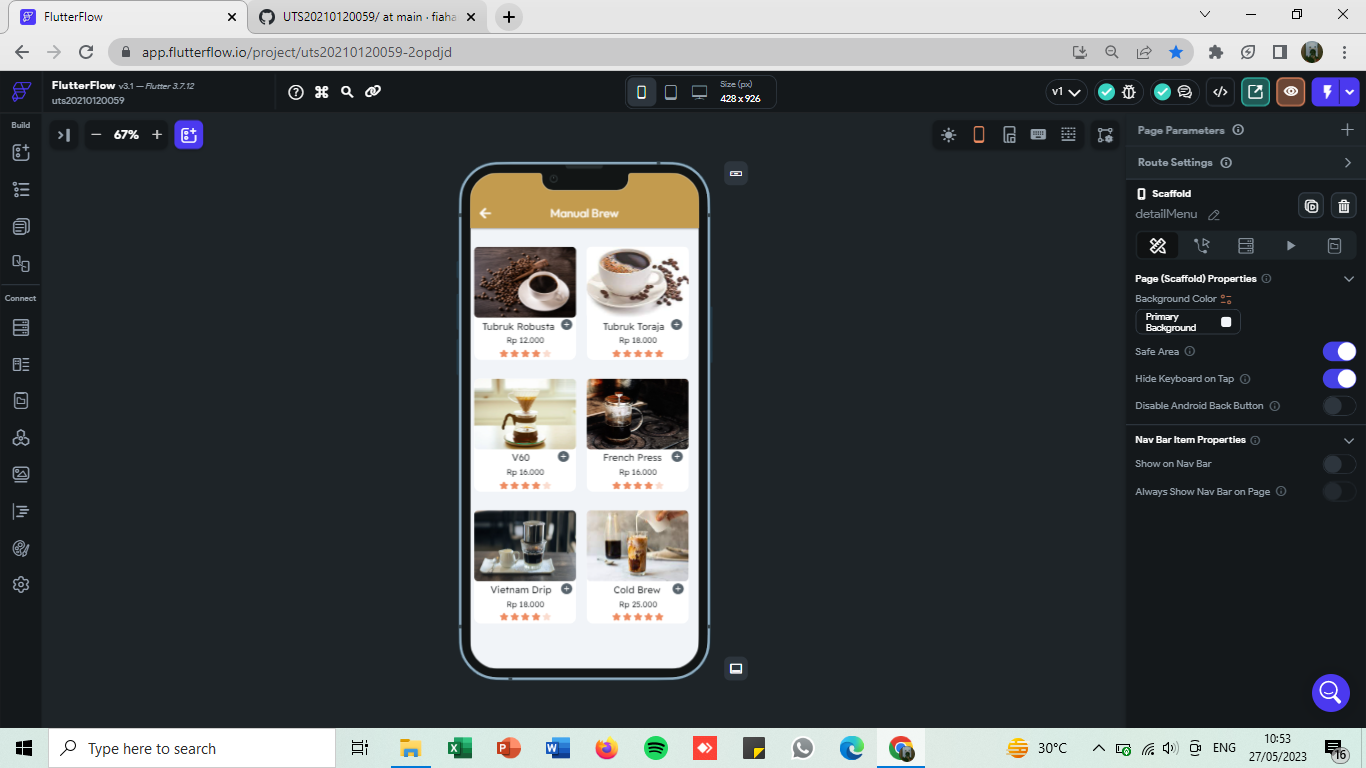 FlutterFlow
UTS20210120059/ at main · fiaha
app.flutterflow.io/project/uts20210120059-2opdjd
FlutterFlow v3.1 — Flutter 3.7.12
uts20210120059
Size (px)
428 x 926
v1
Build
67%
Connect
Manual Brew
Tubruk Robusta
Rp 12.000
Tubruk Toraja
Rp 18.000
V60
Rp 16.000
French Press
Rp 16.000
Vietnam Drip
Rp 18.000
Cold Brew
Rp 25.000
Page Parameters
Route Settings
Scaffold
detailMenu
Page (Scaffold) Properties
Background Color
Primary
Background
Safe Area
Hide Keyboard on Tap
Disable Android Back Button
Nav Bar Item Properties
Show on Nav Bar
Always Show Nav Bar on Page
Type here to search
30°C
ENG
10:53
27/05/2023
16